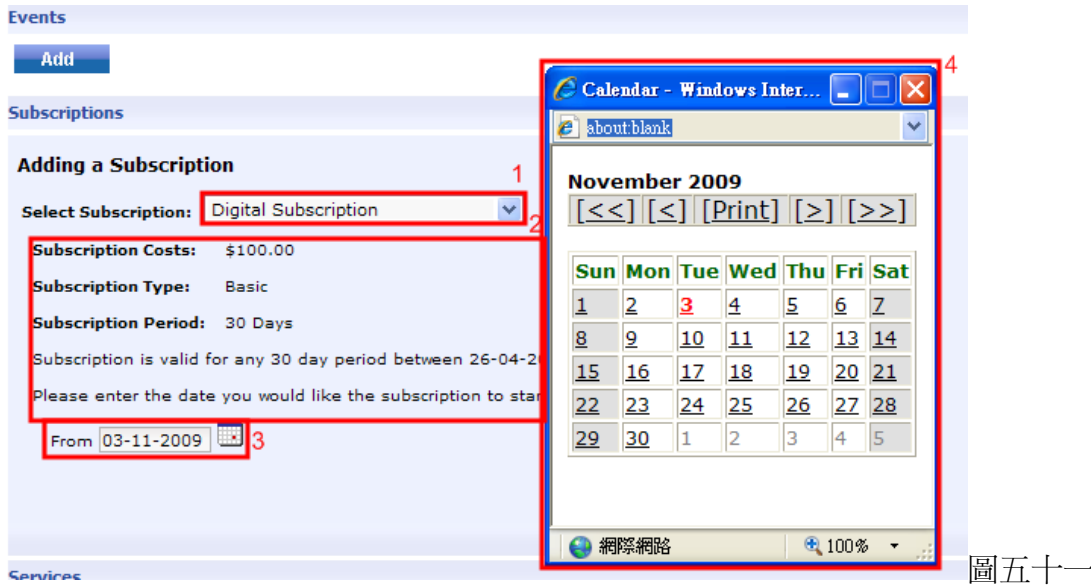 Events
Add
4
Calendar - Windows Inter...
about:blank
Subscriptions
Adding a Subscription
1
Select Subscription: Digital Subscription
2
Subscription Costs: $100.00
Subscription Type: Basic
Subscription Period: 30 Days
Subscription is valid for any 30 day period between 26-04-2
Please enter the date you would like the subscription to star
From 03-11-2009 3
November 2009
[<<] [<] [Print] [>] [>>]
Sun Mon Tue Wed Thu Fri Sat
1 2 3 4 5 6 7
8 9 10 11 12 13 14
15 16 17 18 19 20 21
22 23 24 25 26 27 28
29 30 1 2 3 4 5
網際網路 100%
Services
圖五十一